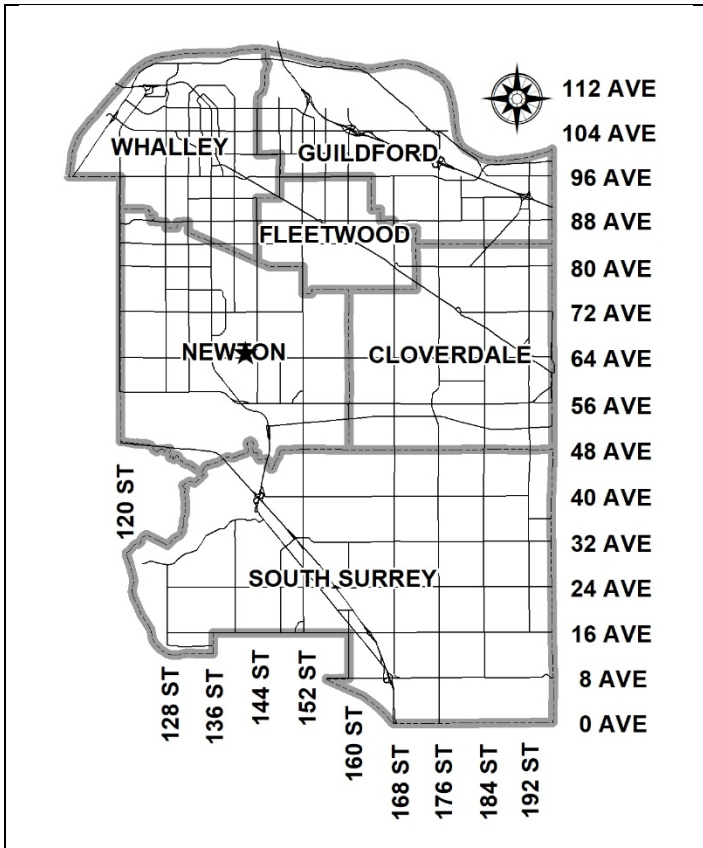 112 AVE
104 AVE
WHALLEY
GUILDFORD
96 AVE
88 AVE
FLEETWOOD
80 AVE
72 AVE
NEWTON
CLOVERDALE
64 AVE
56 AVE
48 AVE
120 ST
40 AVE
32 AVE
SOUTH SURREY
24 AVE
16 AVE
8 AVE
0 AVE
128 ST
136 ST
144 ST
152 ST
160 ST
168 ST
176 ST
184 ST
192 ST